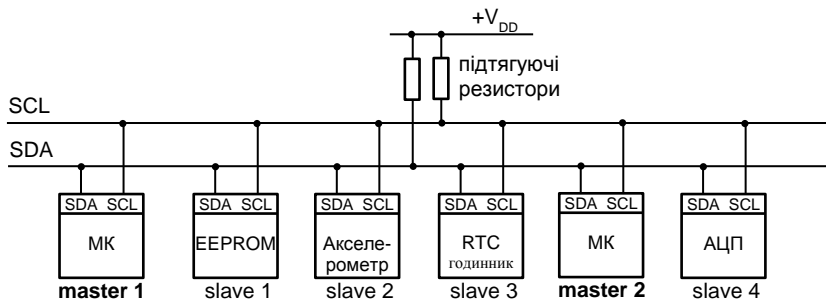 +V_DD
підтягуючі
резистори
SCL
SDA
SDA SCL SDA SCL SDA SCL SDA SCL SDA SCL SDA SCL
МК EEPROM Акселе-
рометр RTC
годинник МК АЦП
master 1 slave 1 slave 2 slave 3 master 2 slave 4